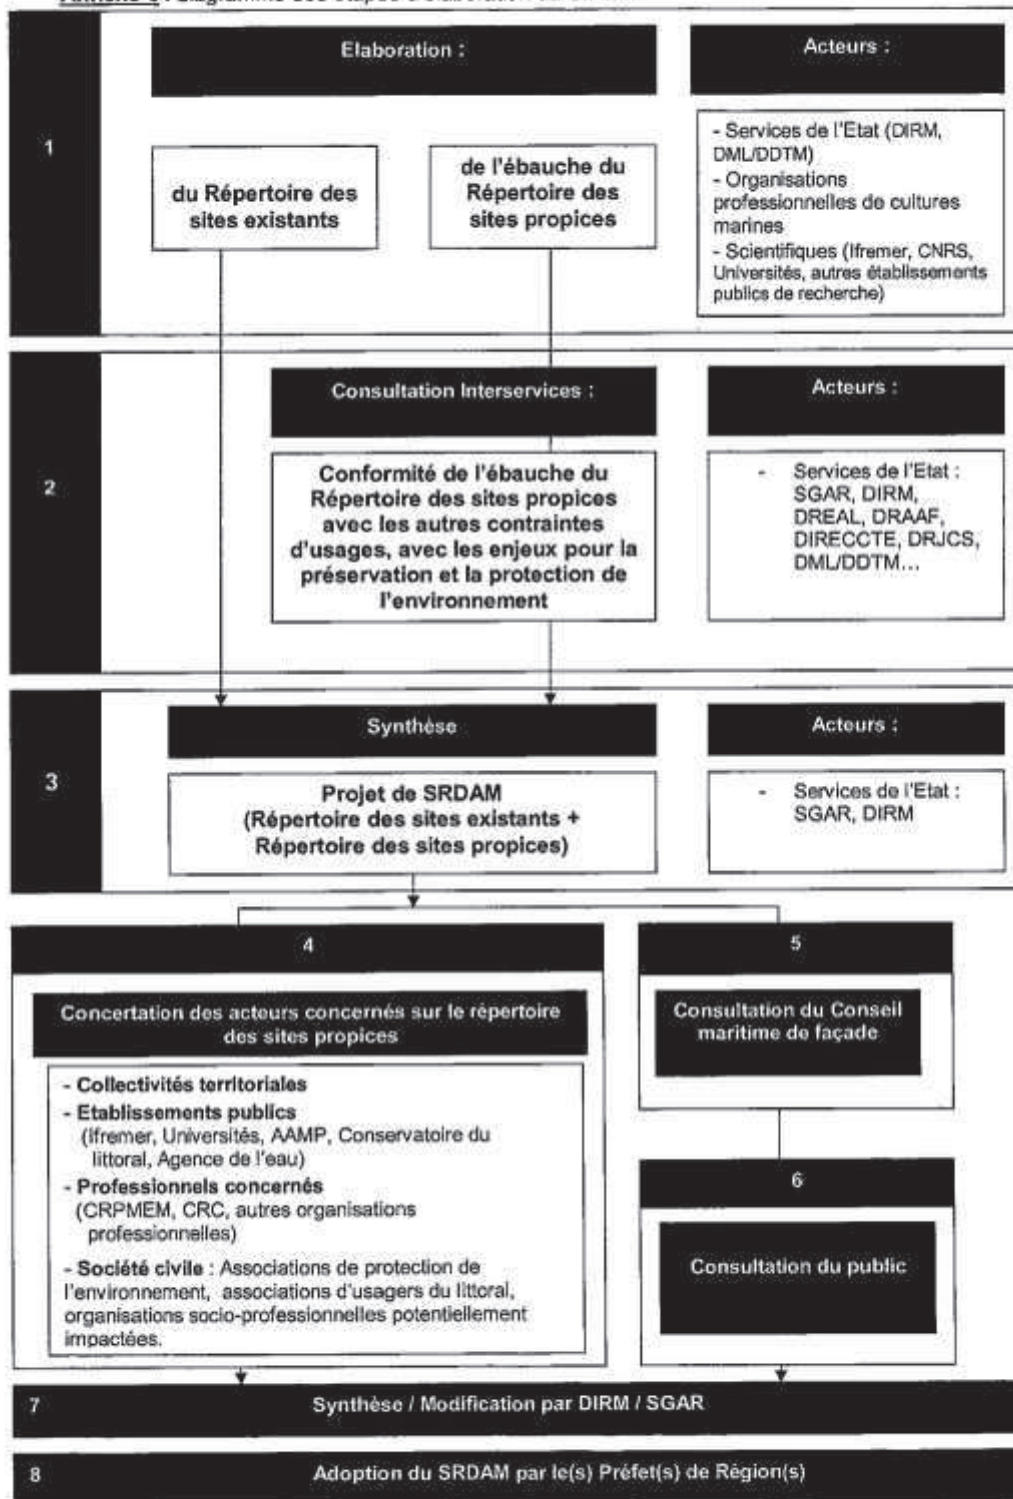 1
Elaboration :
Acteurs :
du Répertoire des
sites existants
de l'ébauche du
Répertoire des
sites propices
- Services de l'Etat (DIRM,
DML/DDTM)
- Organisations
professionnelles de cultures
marines
- Scientifiques (Ifremer, CNRS,
Universités, autres établissements
publics de recherche)
2
Consultation Interservices :
Acteurs :
Conformité de l'ébauche du
Répertoire des sites propices
avec les autres contraintes
d'usages, avec les enjeux pour la
préservation et la protection de
l'environnement
- Services de l'Etat :
SGAR, DIRM,
DREAL, DRAAF,
DIRECCTE, DRJCS,
DML/DDTM...
3
Synthèse
Acteurs :
Projet de SRDAM
(Répertoire des sites existants +
Répertoire des sites propices)
- Services de l'Etat :
SGAR, DIRM
4
Concertation des acteurs concernés sur le répertoire
des sites propices
- Collectivités territoriales
- Etablissements publics
(Ifremer, Universités, AAMP, Conservatoire du
littoral, Agence de l'eau)
- Professionnels concernés
(CRPMEM, CRC, autres organisations
professionnelles)
- Société civile : Associations de protection de
l'environnement, associations d'usagers du littoral,
organisations socio-professionnelles potentiellement
impactées.
5
Consultation du Conseil
maritime de façade
6
Consultation du public
7 Synthèse / Modification par DIRM / SGAR
8 Adoption du SRDAM par le(s) Préfet(s) de Région(s)